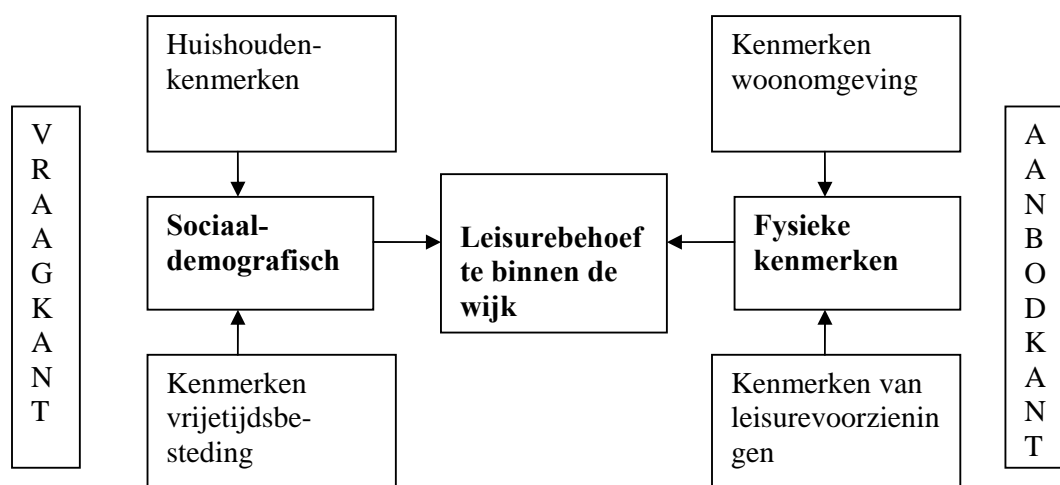 Huishouden-
kenmerken
Kenmerken
woonomgeving
V
R
A
A
G
K
A
N
T
Sociaal-
demografisch
Leisurebehoef
te binnen de
wijk
Fysieke
kenmerken
A
A
N
B
O
D
K
A
N
T
Kenmerken
vrijetijdsbe-
steding
Kenmerken van
leisurevoorzienin
gen